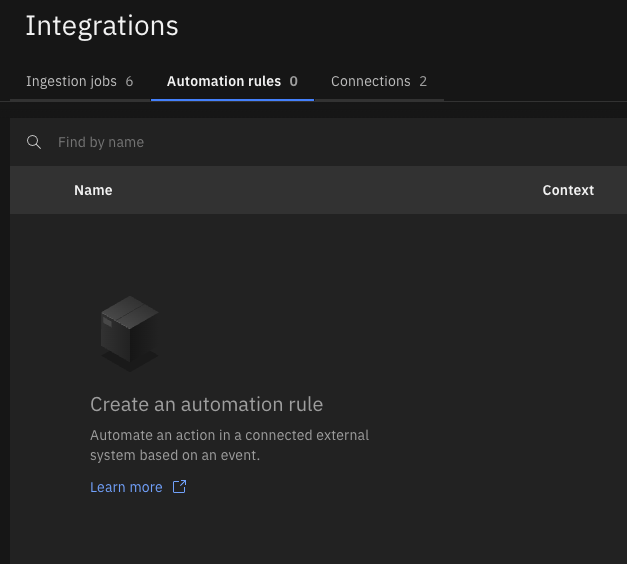 Integrations
Ingestion jobs 6 Automation rules 0 Connections 2
Find by name
Name Context
Create an automation rule
Automate an action in a connected external
system based on an event.
Learn more